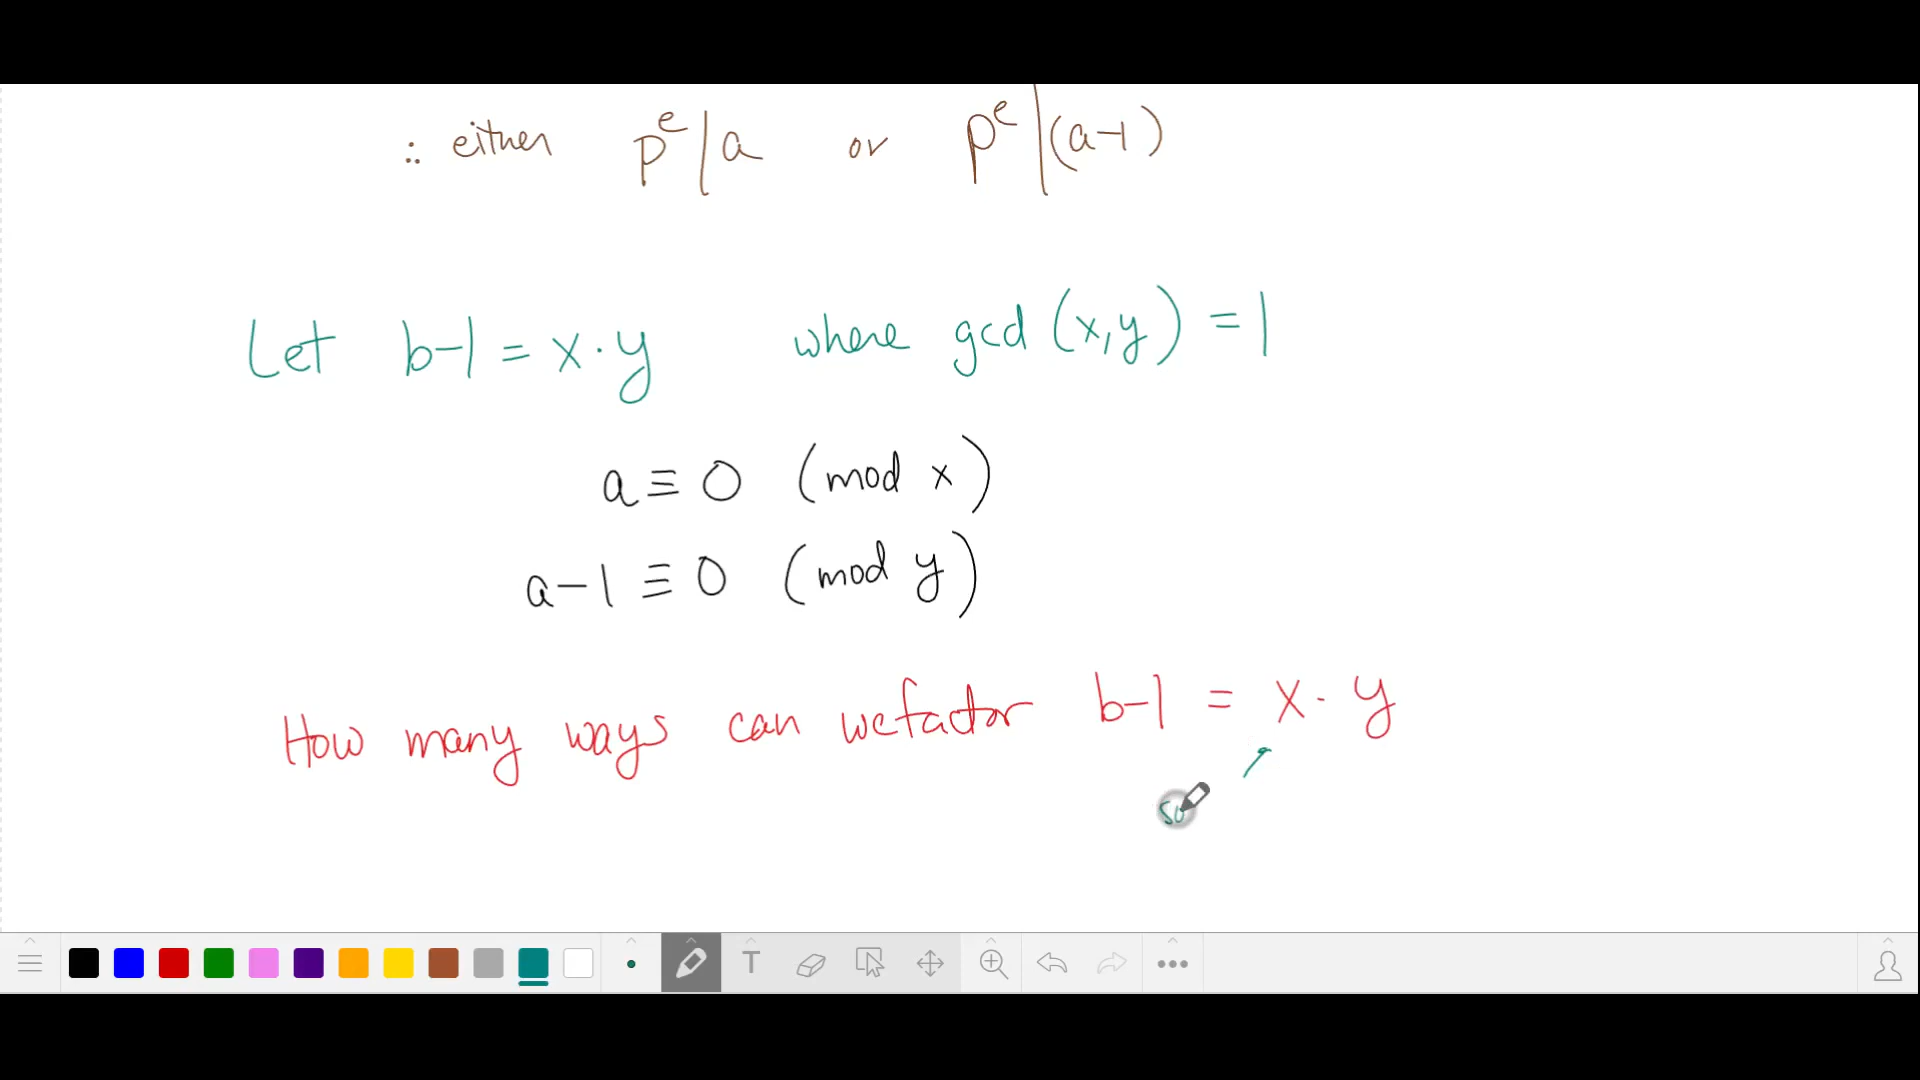 ∴ either p^e | a or p^e | (a-1)
Let b-1 = x · y where gcd (x,y) = 1
a ≡ 0 (mod x)
a-1 ≡ 0 (mod y)
How many ways can we factor b-1 = x · y
so
T